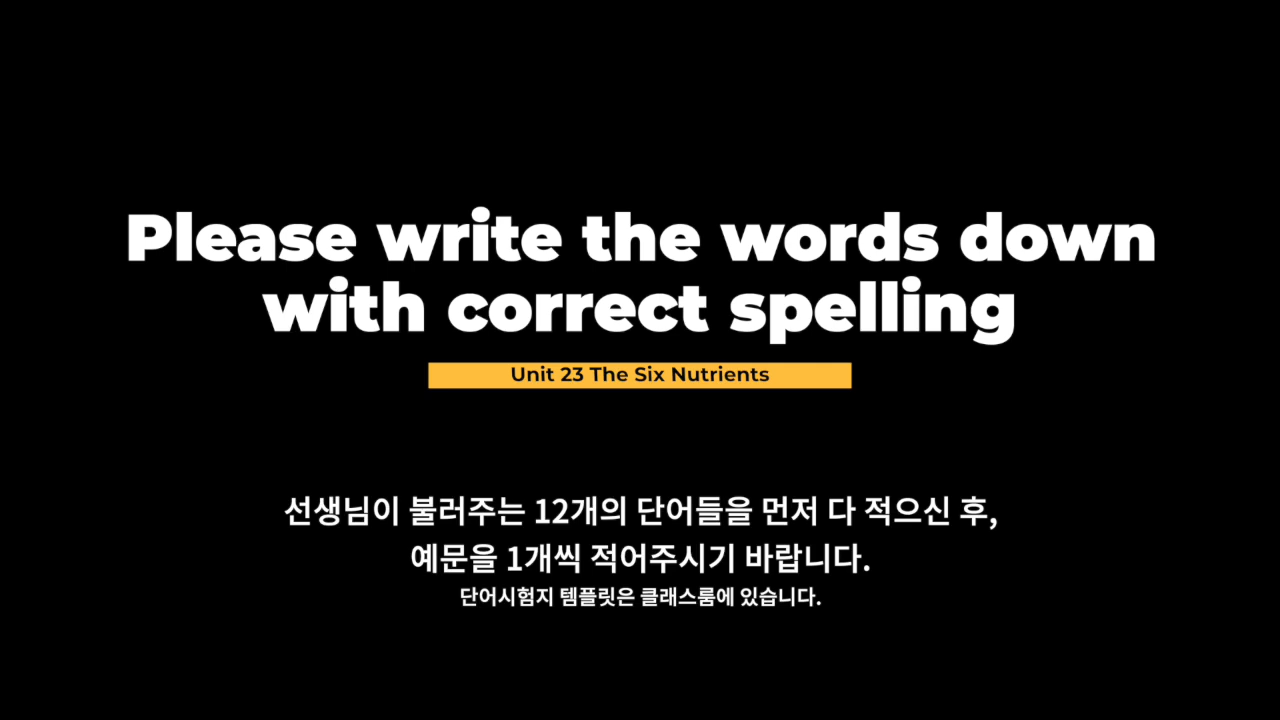 Please write the words down
with correct spelling
Unit 23 The Six Nutrients
선생님이 불러주는 12개의 단어들을 먼저 다 적으신 후,
예문을 1개씩 적어주시기 바랍니다.
단어시험지 템플릿은 클래스룸에 있습니다.